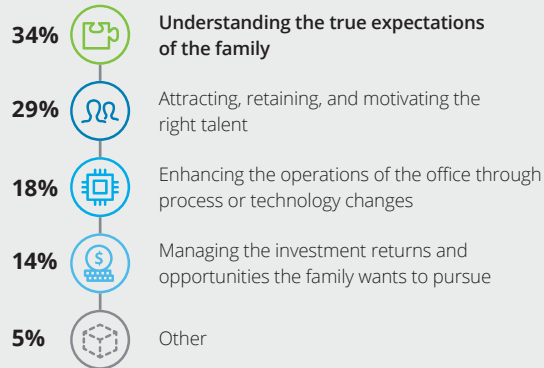 34%
Understanding the true expectations
of the family
29%
Attracting, retaining, and motivating the
right talent
18%
Enhancing the operations of the office through
process or technology changes
14%
$
Managing the investment returns and
opportunities the family wants to pursue
5%
Other